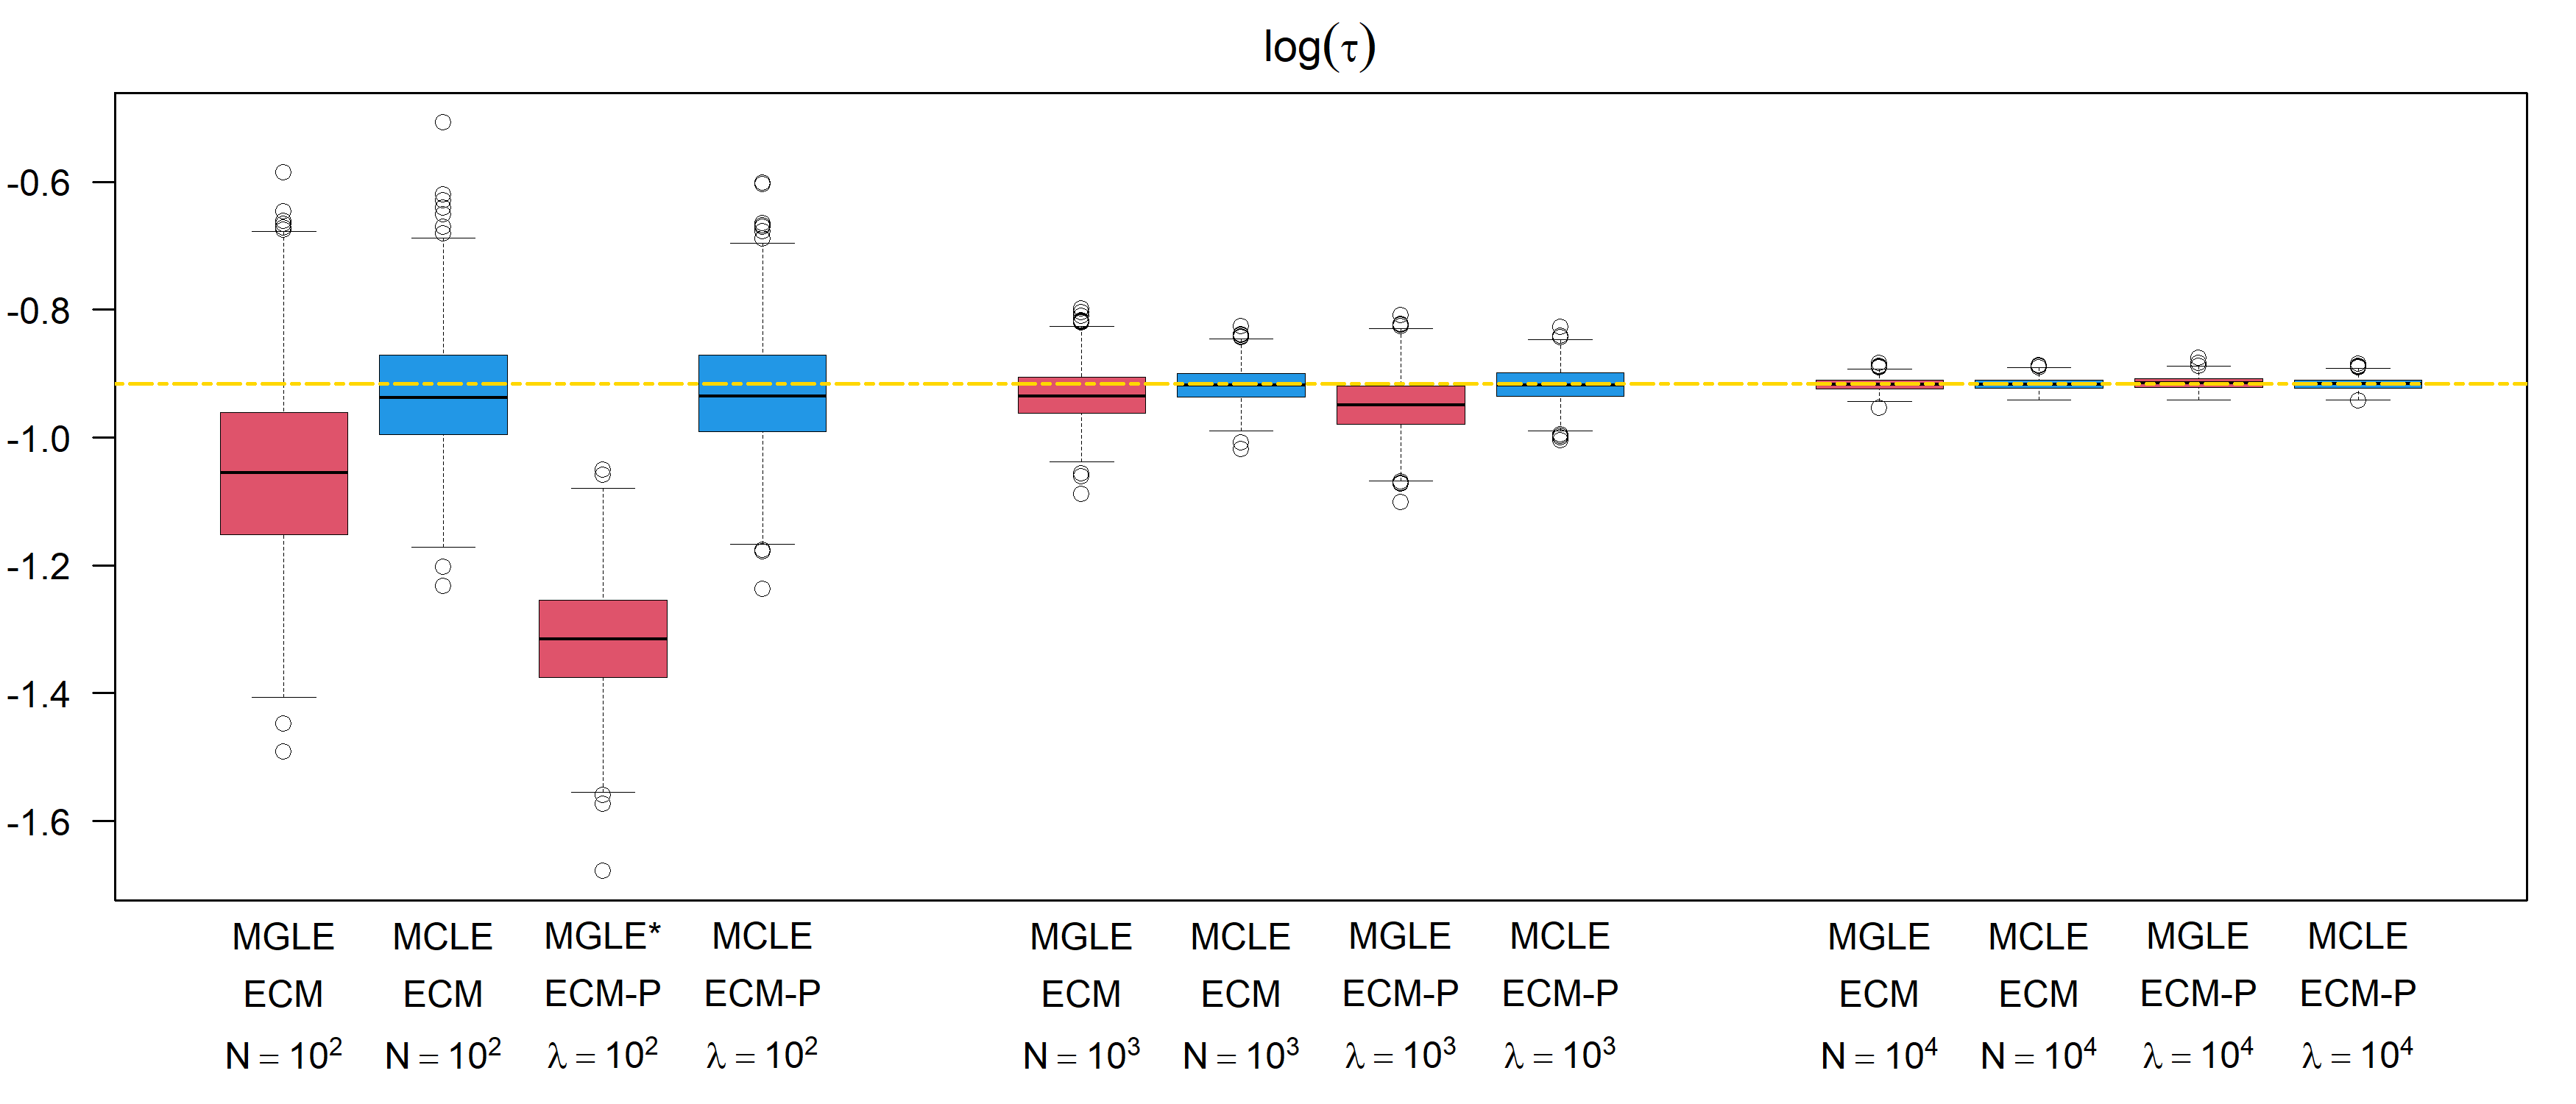 log(τ)
-0.6
-0.8
-1.0
-1.2
-1.4
-1.6
MGLE MCLE MGLE* MCLE MGLE MCLE MGLE MCLE MGLE MCLE MGLE MCLE
ECM ECM ECM-P ECM-P ECM ECM ECM-P ECM-P ECM ECM ECM-P ECM-P
N = 10² N = 10² λ = 10² λ = 10² N = 10³ N = 10³ λ = 10³ λ = 10³ N = 10⁴ N = 10⁴ λ = 10⁴ λ = 10⁴